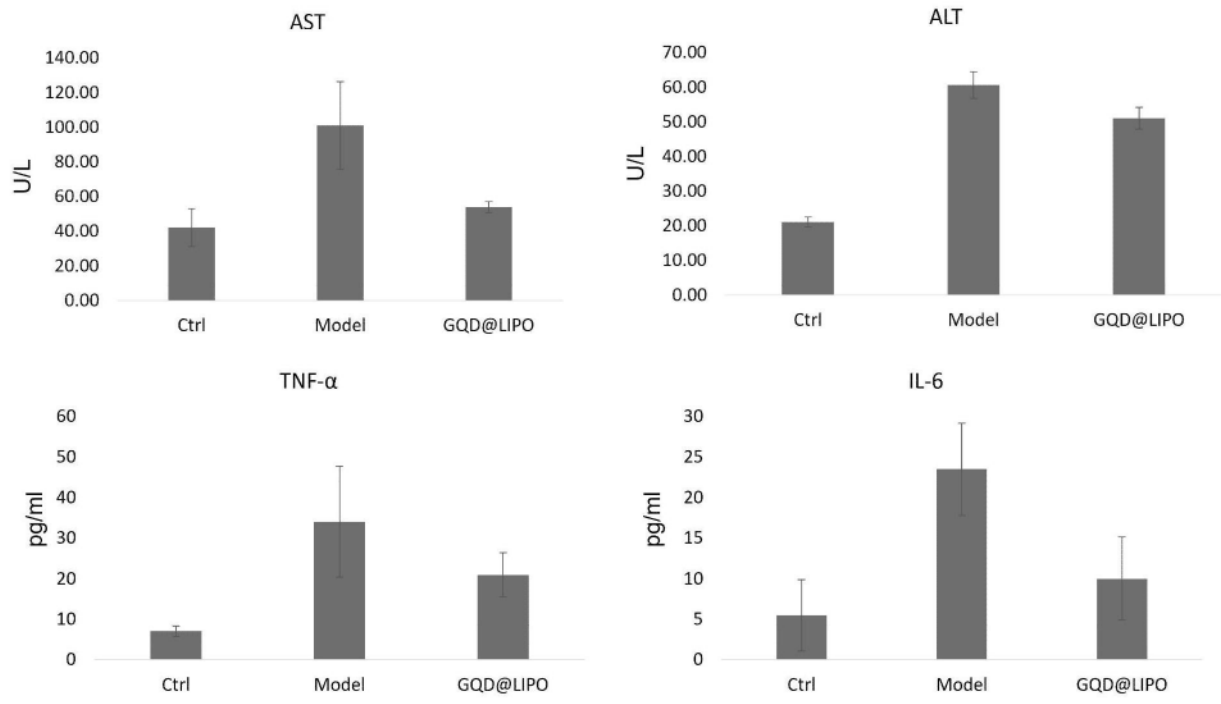 AST
140.00
120.00
100.00
80.00
60.00
40.00
20.00
0.00
U/L
Ctrl Model GQD@LIPO
ALT
70.00
60.00
50.00
40.00
30.00
20.00
10.00
0.00
U/L
Ctrl Model GQD@LIPO
TNF-α
60
50
40
30
20
10
0
pg/ml
Ctrl Model GQD@LIPO
IL-6
30
25
20
15
10
5
0
pg/ml
Ctrl Model GQD@LIPO